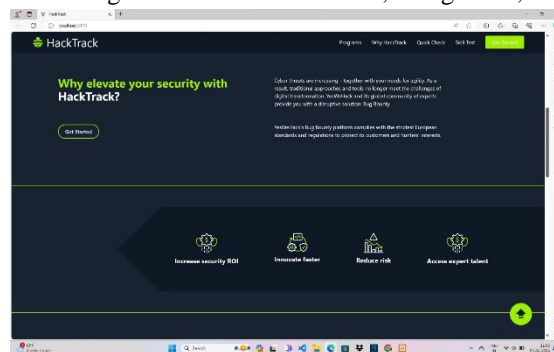 HackTrack
localhost:5173
HackTrack
Programs Why HackTrack Quick Check Skill Test Get Started
Why elevate your security with
HackTrack?
Cyber threats are increasing - together with your needs for agility. As a
result, traditional approaches and tools no longer meet the challenges of
digital transformation. YesWeHack and its global community of experts
provide you with a disruptive solution: Bug Bounty.
Get Started
YesWeHack's Bug Bounty platform complies with the strictest European
standards and regulations to protect its customers and hunters' interests.
Increase security ROI Innovate faster Reduce risk Access expert talent
Search